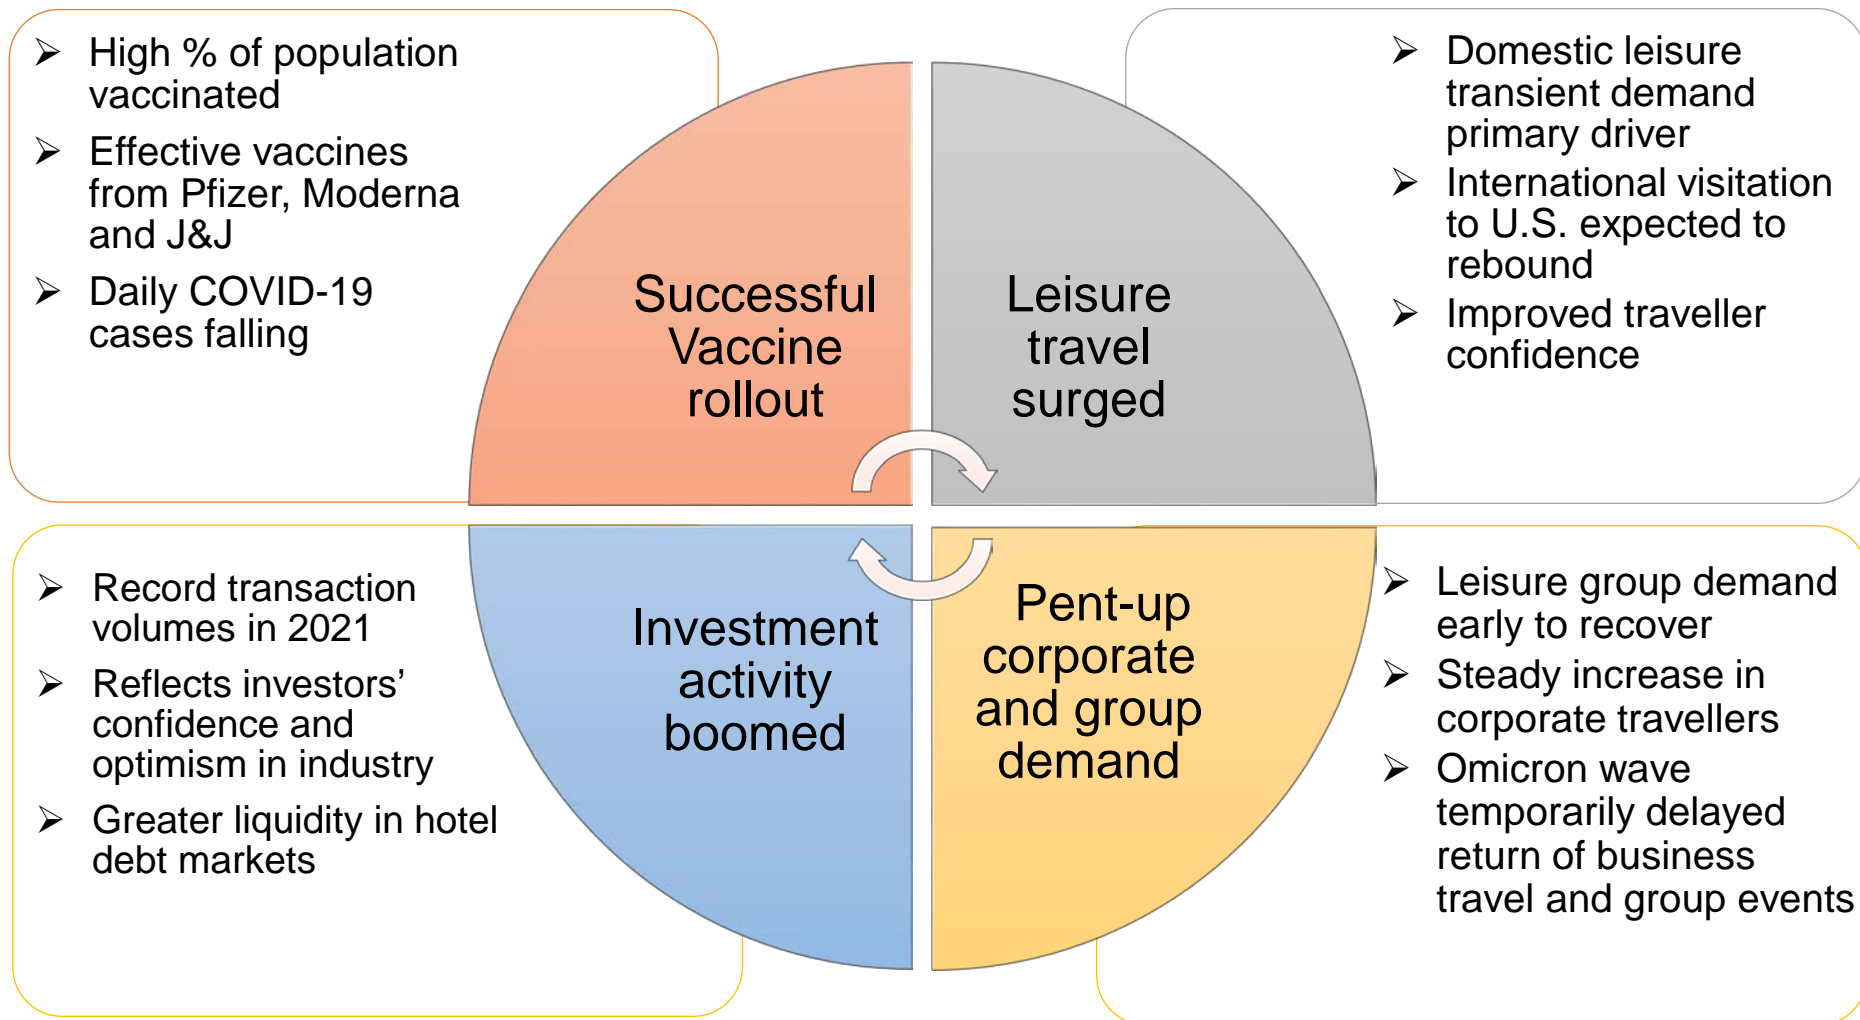 ➢ High % of population
vaccinated
➢ Effective vaccines
from Pfizer, Moderna
and J&J
➢ Daily COVID-19
cases falling
Successful
Vaccine
rollout
Leisure
travel
surged
➢ Domestic leisure
transient demand
primary driver
➢ International visitation
to U.S. expected to
rebound
➢ Improved traveller
confidence
➢ Record transaction
volumes in 2021
➢ Reflects investors’
confidence and
optimism in industry
➢ Greater liquidity in hotel
debt markets
Investment
activity
boomed
Pent-up
corporate
and group
demand
➢ Leisure group demand
early to recover
➢ Steady increase in
corporate travellers
➢ Omicron wave
temporarily delayed
return of business
travel and group events